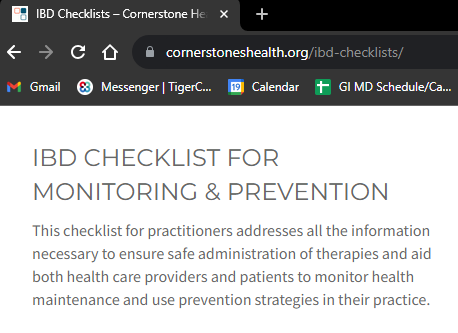 IBD Checklists – Cornerstone He
cornerstoneshealth.org/ibd-checklists/
Gmail Messenger | TigerC... 19 Calendar GI MD Schedule/Ca...
IBD CHECKLIST FOR
MONITORING & PREVENTION
This checklist for practitioners addresses all the information
necessary to ensure safe administration of therapies and aid
both health care providers and patients to monitor health
maintenance and use prevention strategies in their practice.